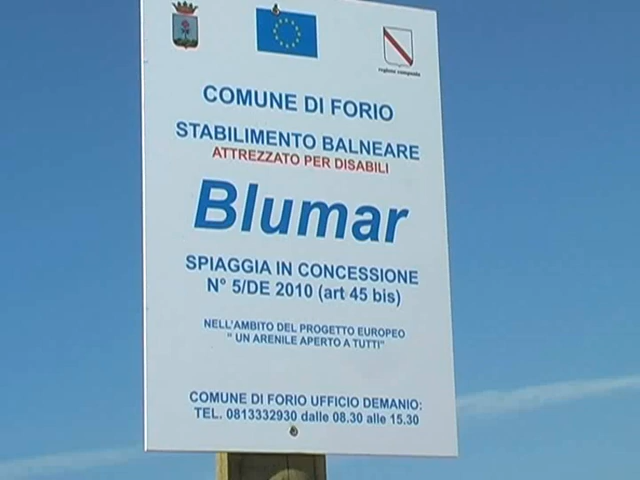 regione campania
COMUNE DI FORIO
STABILIMENTO BALNEARE
ATTREZZATO PER DISABILI
Blumar
SPIAGGIA IN CONCESSIONE
N° 5/DE 2010 (art 45 bis)
NELL'AMBITO DEL PROGETTO EUROPEO
" UN ARENILE APERTO A TUTTI"
COMUNE DI FORIO UFFICIO DEMANIO:
TEL. 0813332930 dalle 08.30 alle 15.30